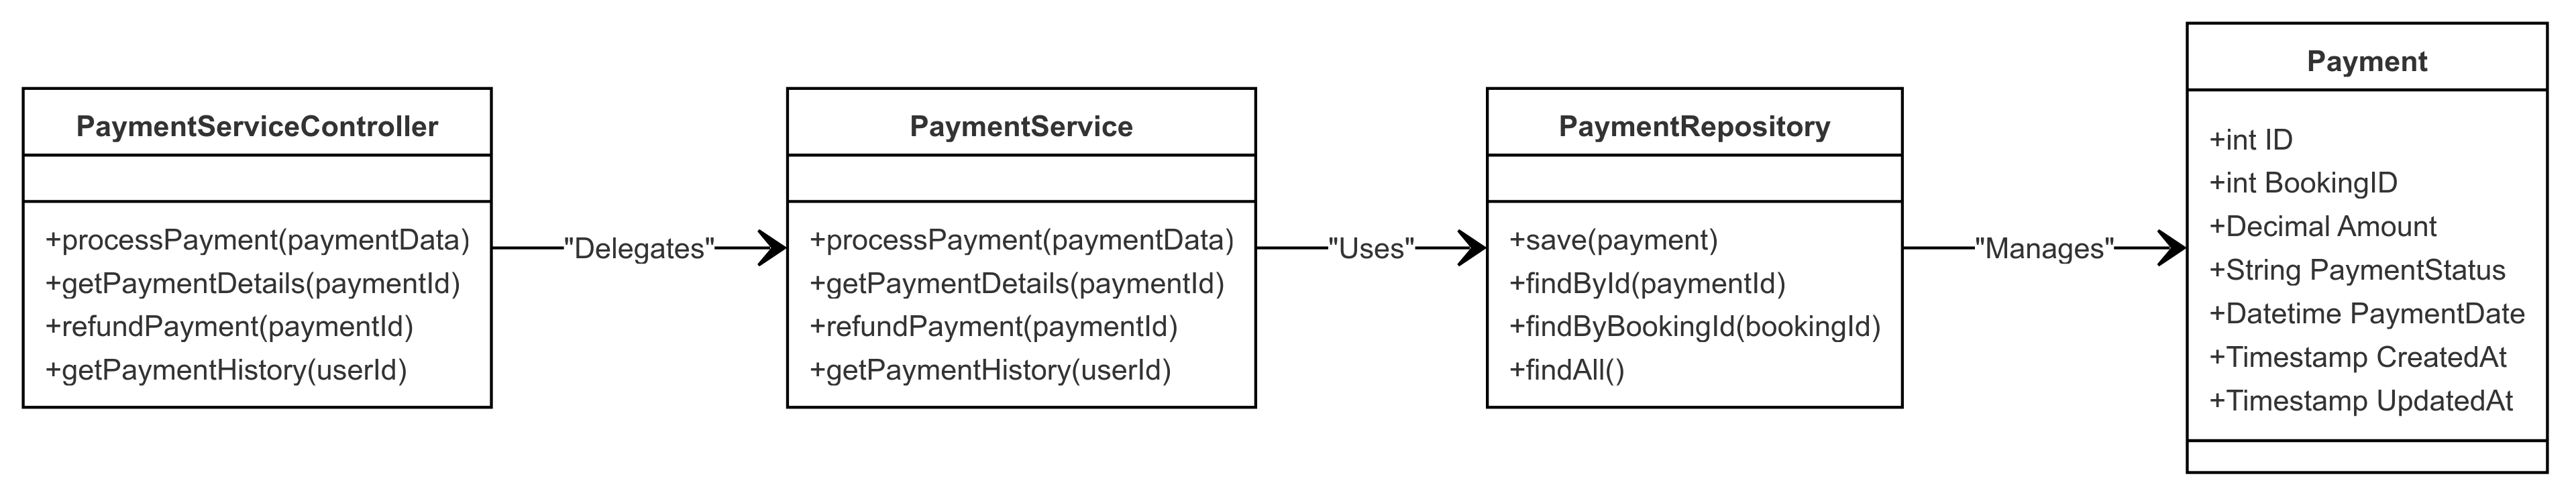 PaymentServiceController
+processPayment(paymentData)
+getPaymentDetails(paymentId)
+refundPayment(paymentId)
+getPaymentHistory(userId)
"Delegates"
PaymentService
+processPayment(paymentData)
+getPaymentDetails(paymentId)
+refundPayment(paymentId)
+getPaymentHistory(userId)
"Uses"
PaymentRepository
+save(payment)
+findById(paymentId)
+findByBookingId(bookingId)
+findAll()
"Manages"
Payment
+int ID
+int BookingID
+Decimal Amount
+String PaymentStatus
+Datetime PaymentDate
+Timestamp CreatedAt
+Timestamp UpdatedAt